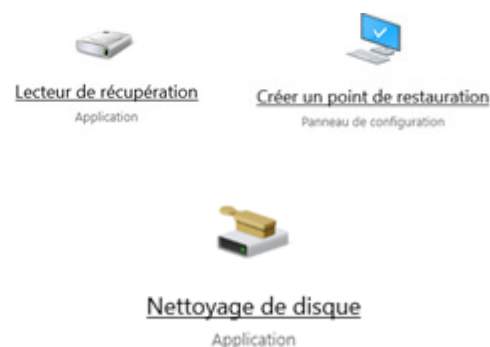 Lecteur de récupération
Application
Créer un point de restauration
Panneau de configuration
Nettoyage de disque
Application